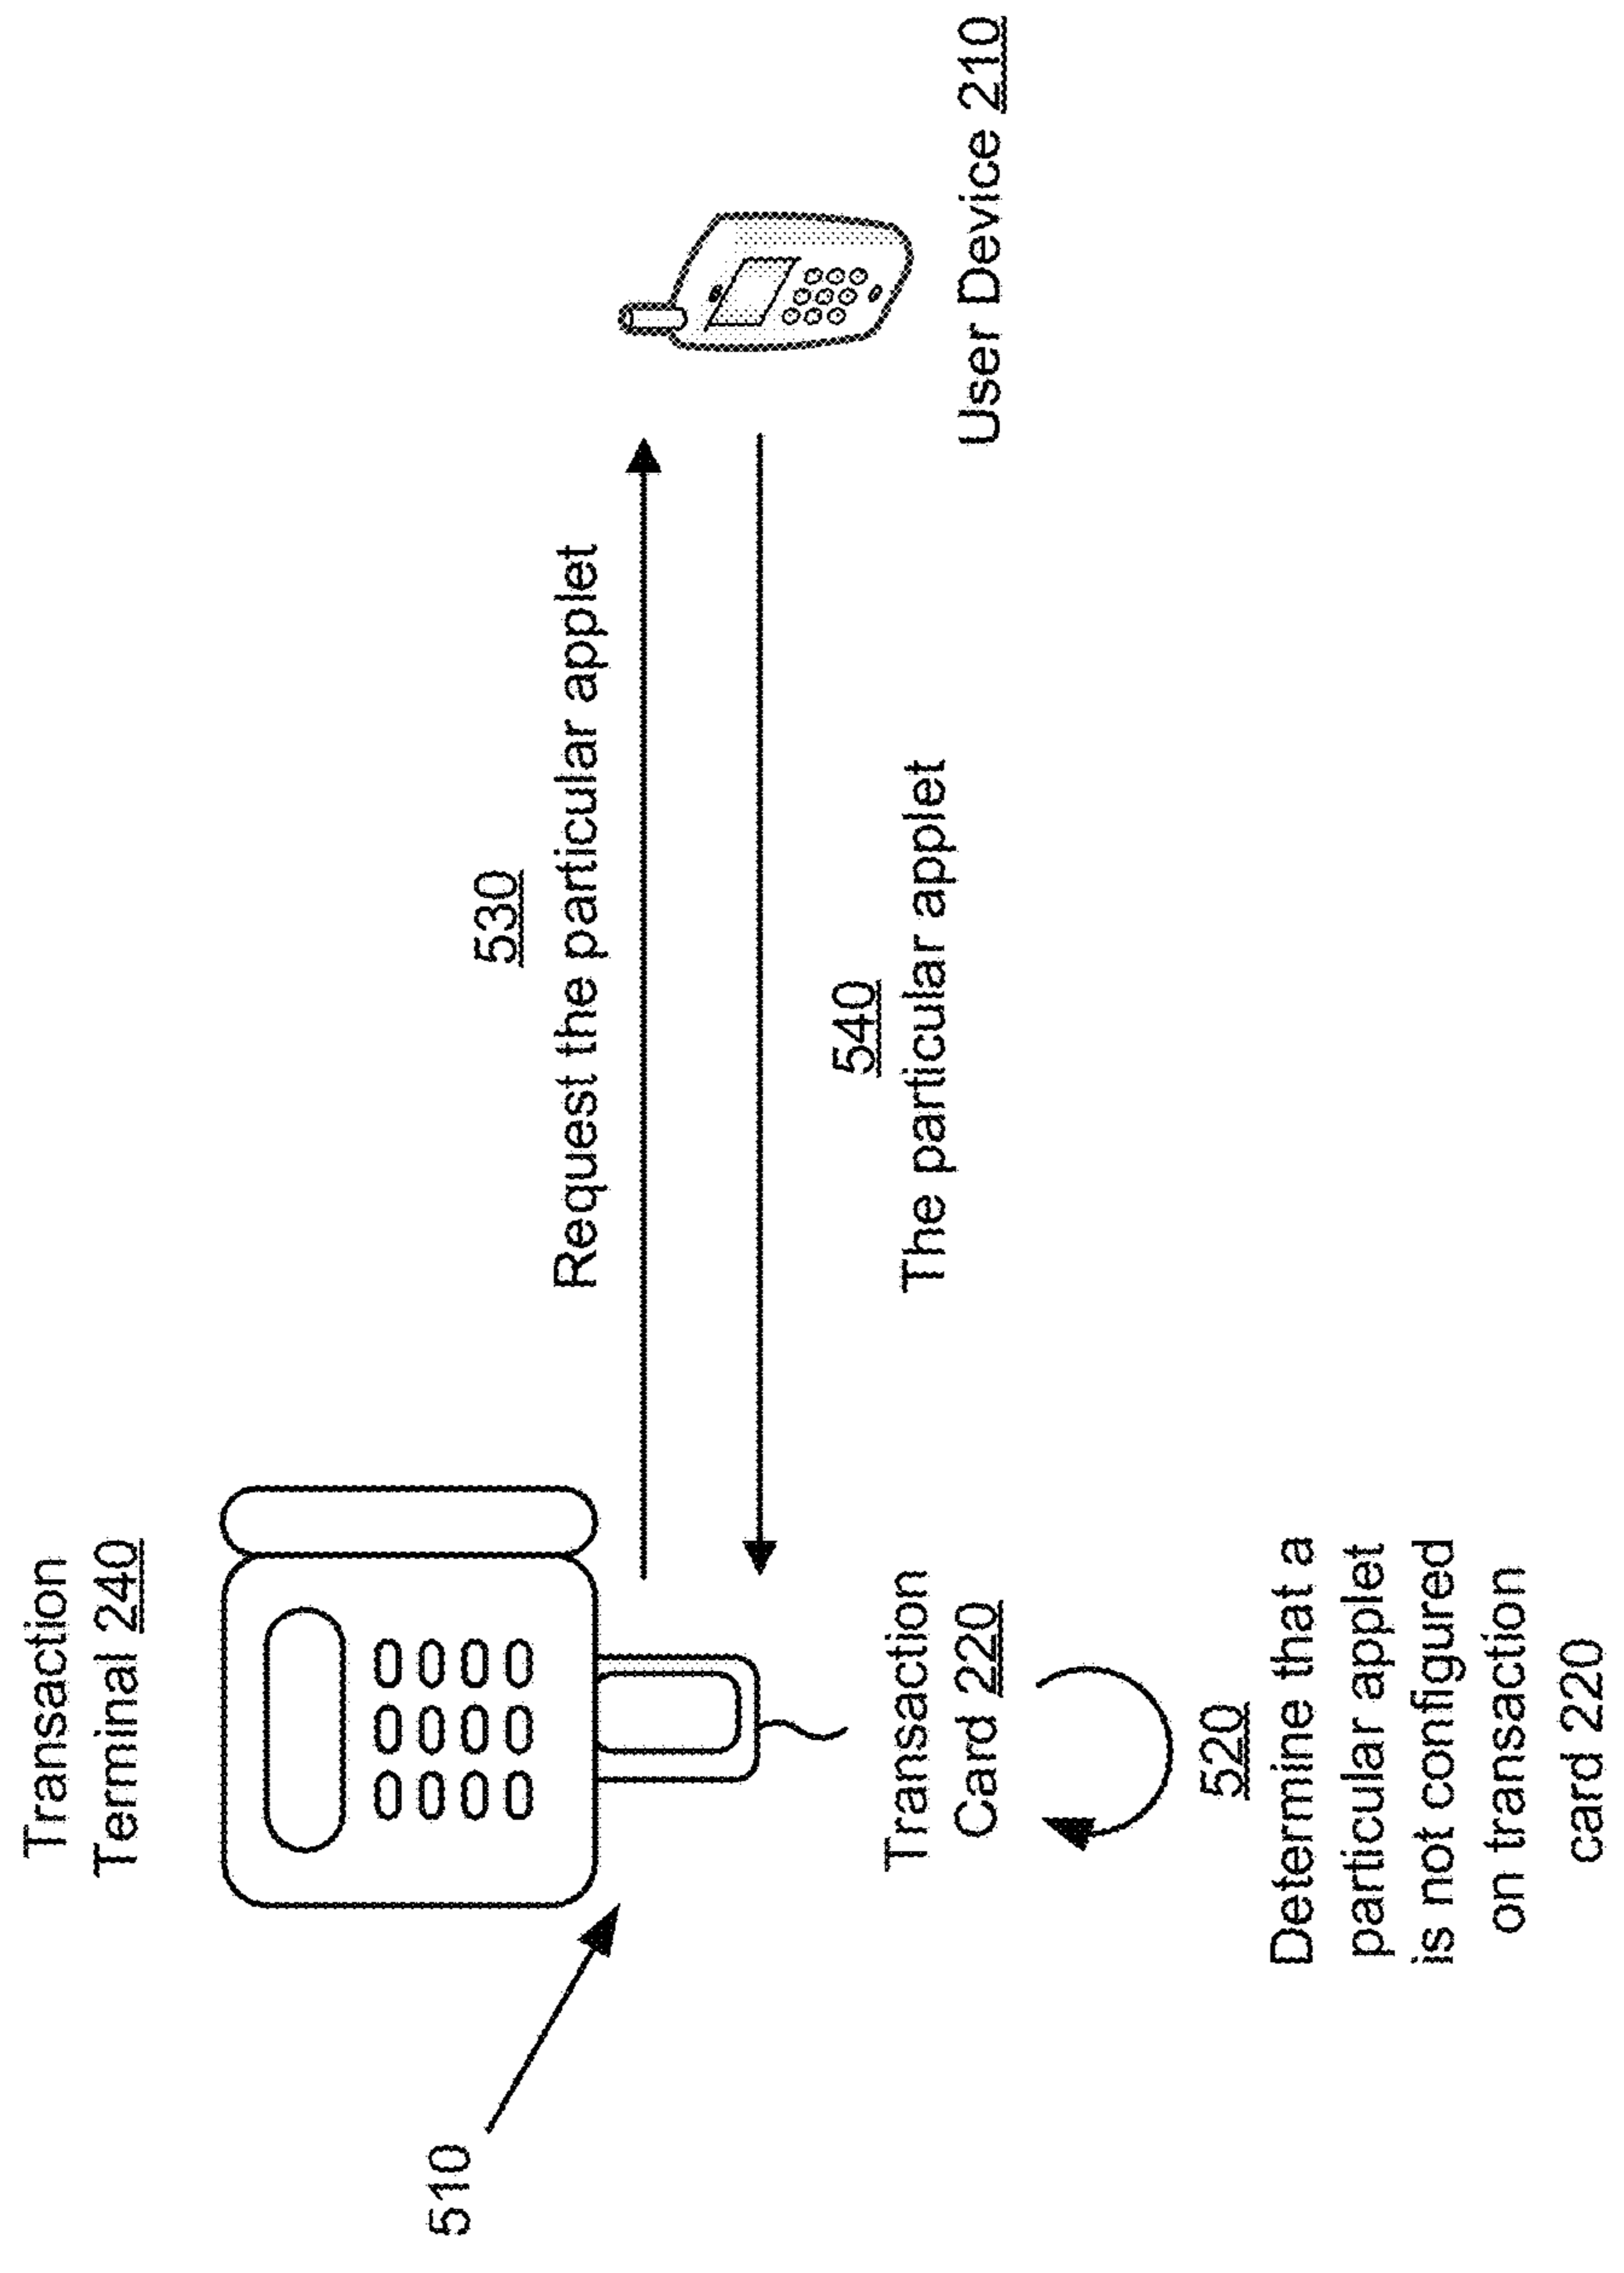 Transaction
Terminal 240
510
530
Request the particular applet
540
The particular applet
User Device 210
Transaction
Card 220
520
Determine that a
particular applet
is not configured
on transaction
card 220